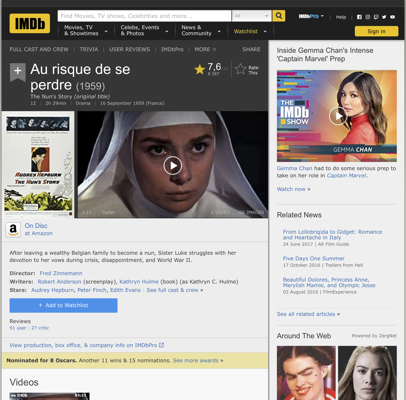 IMDb
Find Movies, TV shows, Celebrities and more...
All
IMDbPro
Help
Movies, TV & Showtimes
Celebs, Events & Photos
News & Community
Watchlist
Sign in
FULL CAST AND CREW | TRIVIA | USER REVIEWS | IMDbPro | MORE
SHARE
Au risque de se perdre (1959)
The Nun's Story (original title)
12 | 2h 29min | Drama | 16 September 1959 (France)
7,6
Rate This
AUDREY HEPBURN
THE NUN'S STORY
Trailer
On Disc
at Amazon
After leaving a wealthy Belgian family to become a nun, Sister Luke struggles with her
devotion to her vows during crisis, disappointment, and World War II.
Director: Fred Zinnemann
Writers: Robert Anderson (screenplay), Kathryn Hulme (book) (as Kathryn C. Hulme)
Stars: Audrey Hepburn, Peter Finch, Edith Evans | See full cast & crew »
+ Add to Watchlist
Reviews
91 user · 27 critic
View production, box office, & company info on IMDbPro
Nominated for 8 Oscars. Another 11 wins & 15 nominations. See more awards »
Videos
Inside Gemma Chan's Intense
'Captain Marvel' Prep
THE IMDb SHOW
GEMMA CHAN
Gemma Chan had to do some serious prep to
take on her role in Captain Marvel.
Watch now »
Related News
From Lollobrigida to Gidget: Romance
and Heartache in Italy
24 June 2017 | Alt Film Guide
Five Days One Summer
17 October 2016 | Trailers from Hell
Beautiful Dolores, Princess Anne,
Merylish Mamie, and Olympic Jesse
03 August 2016 | FilmExperience
See all related articles »
Around The Web
Powered by ZergNet